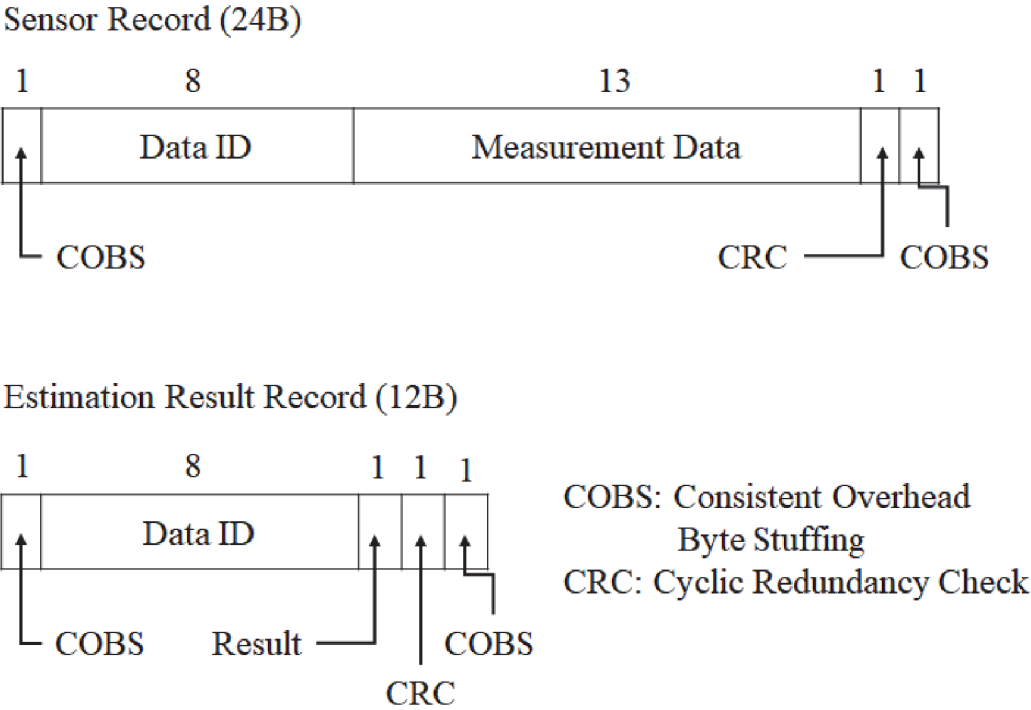 Sensor Record (24B)
1 8 13 1 1
Data ID Measurement Data
COBS CRC COBS
Estimation Result Record (12B)
1 8 1 1 1
Data ID
COBS Result COBS
CRC
COBS: Consistent Overhead
Byte Stuffing
CRC: Cyclic Redundancy Check